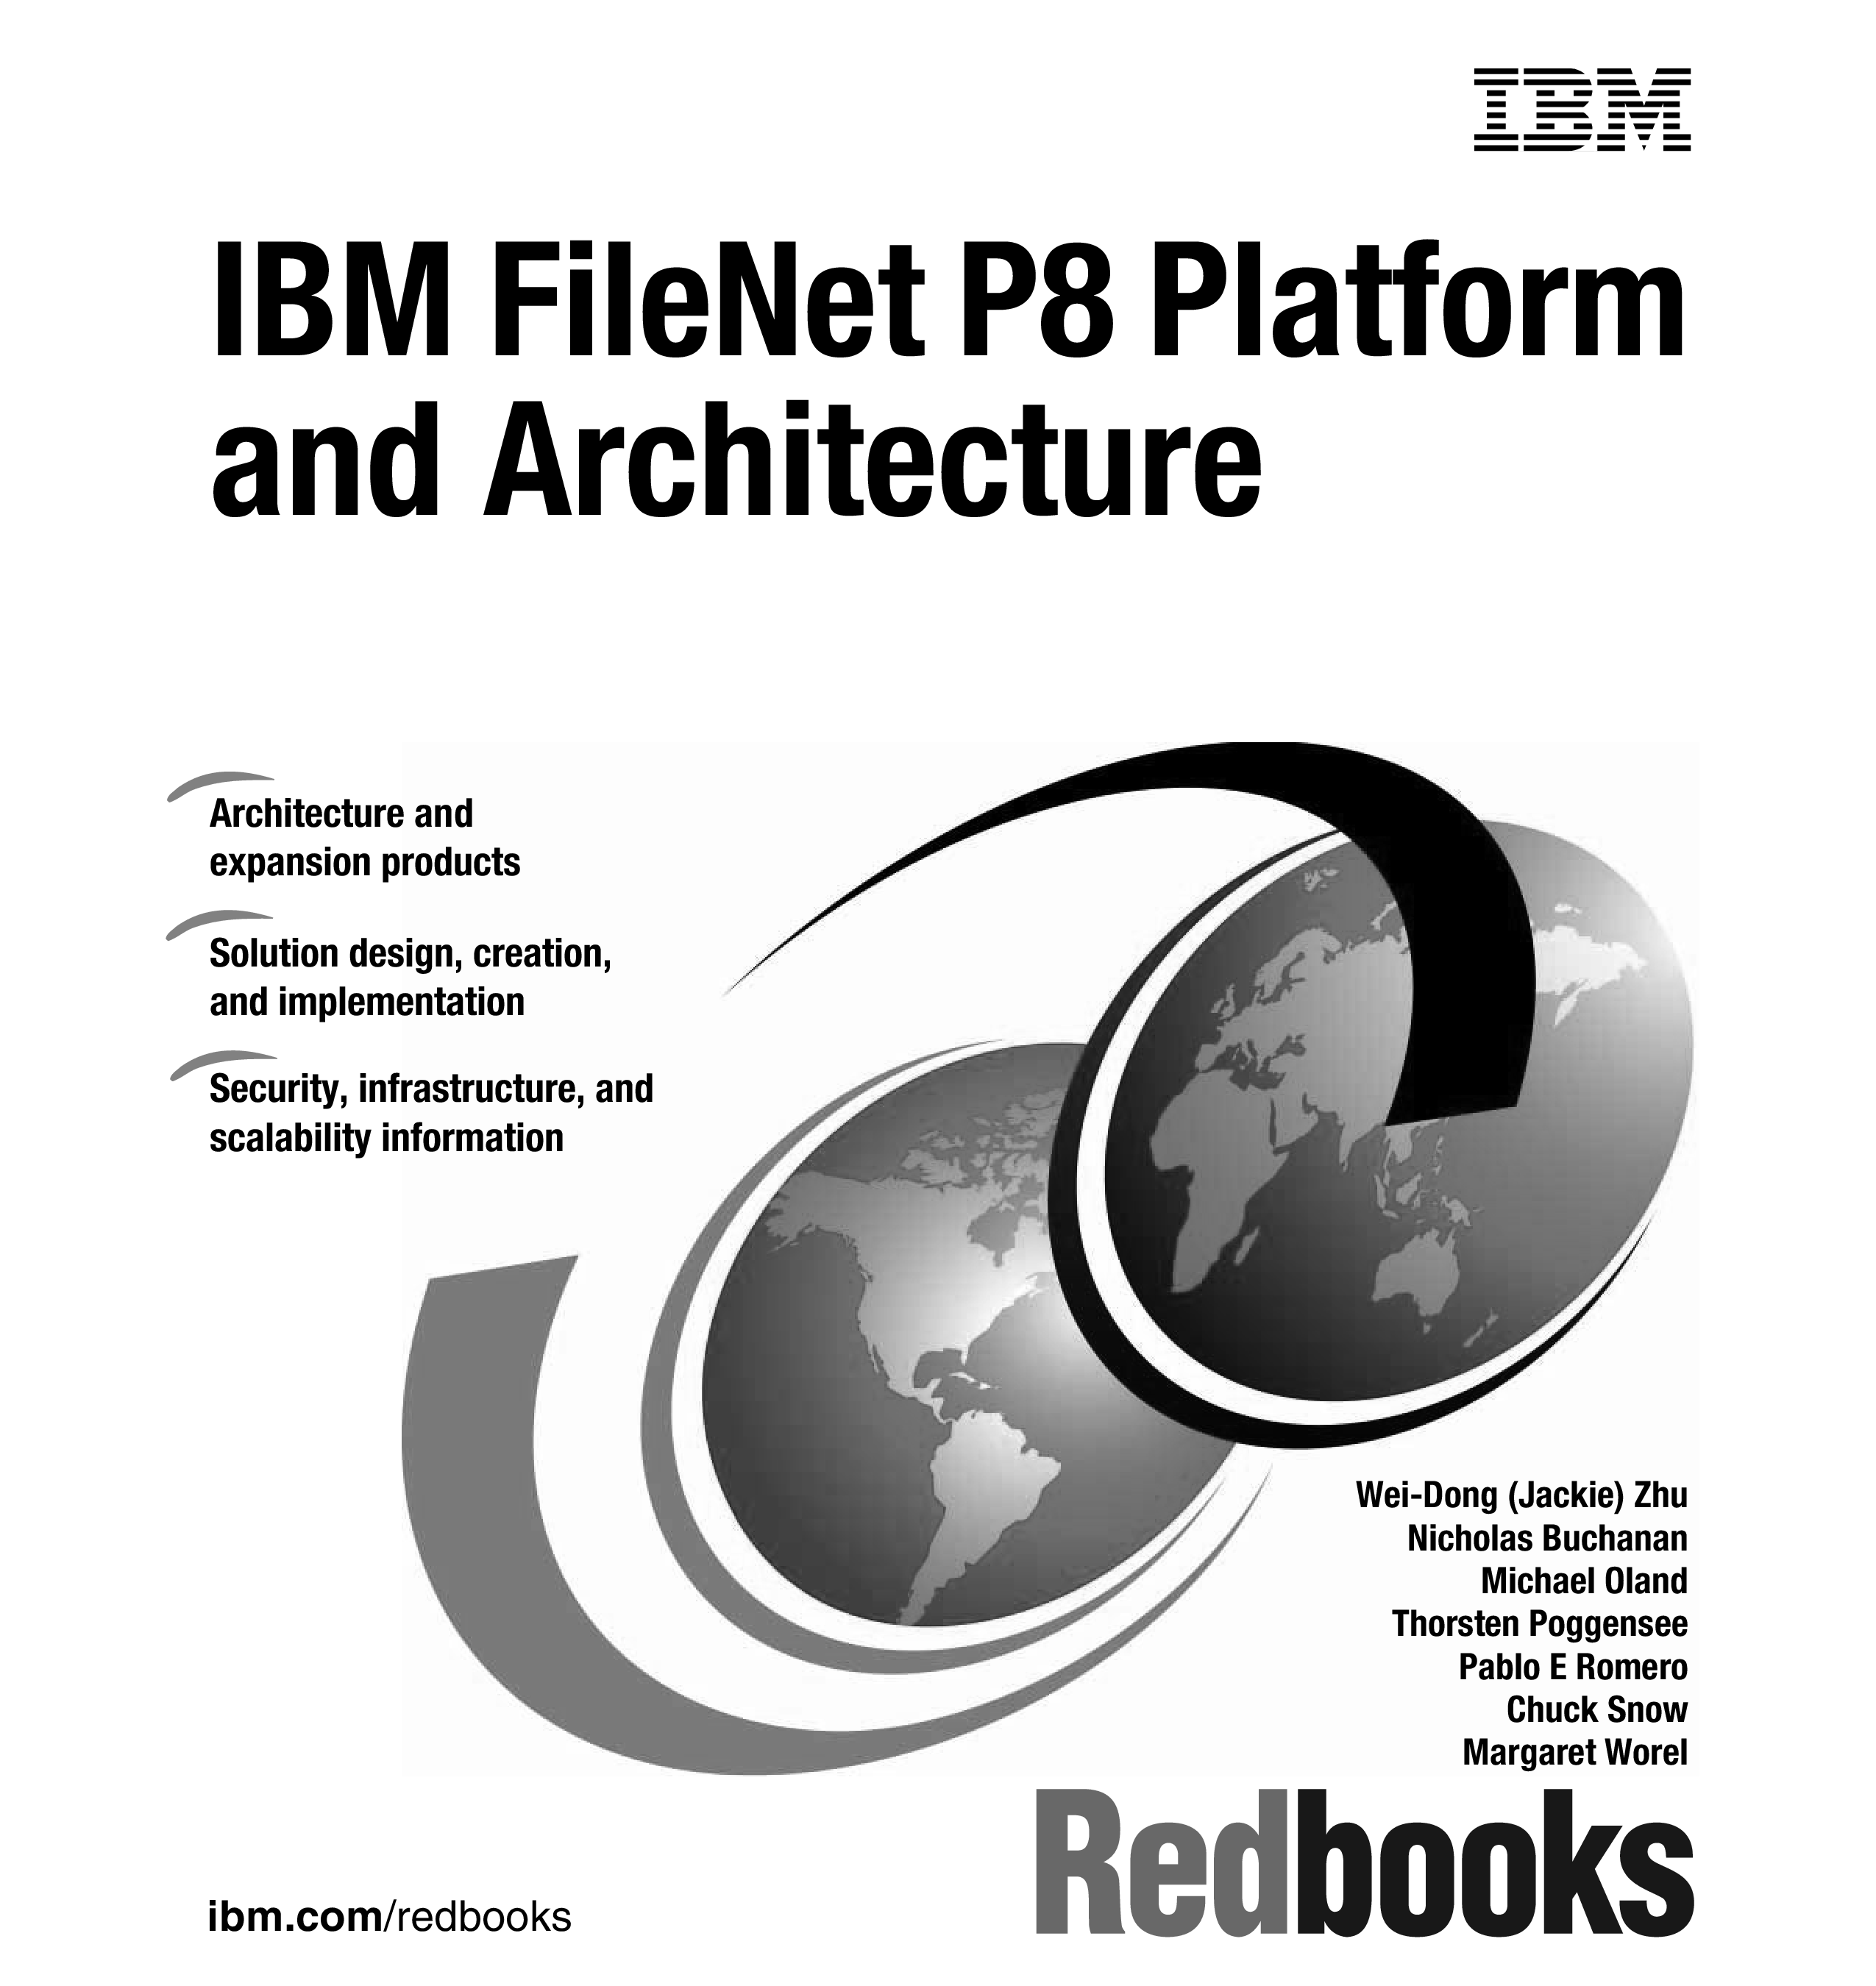 IBM
IBM FileNet P8 Platform
and Architecture
Architecture and
expansion products
Solution design, creation,
and implementation
Security, infrastructure, and
scalability information
Wei-Dong (Jackie) Zhu
Nicholas Buchanan
Michael Oland
Thorsten Poggensee
Pablo E Romero
Chuck Snow
Margaret Worel
Redbooks
ibm.com/redbooks